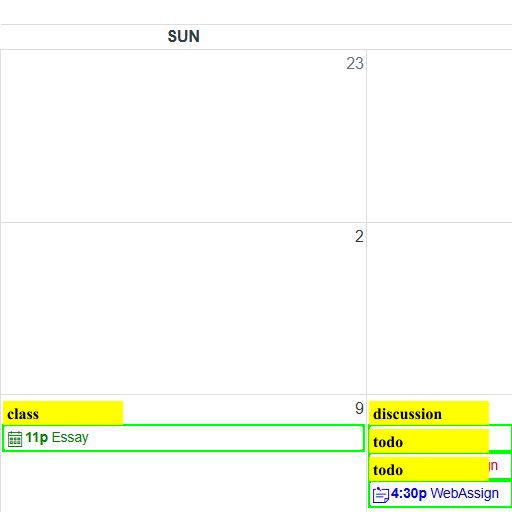 SUN
23
2
9
class
11p Essay
discussion
todo
todo
4:30p WebAssign